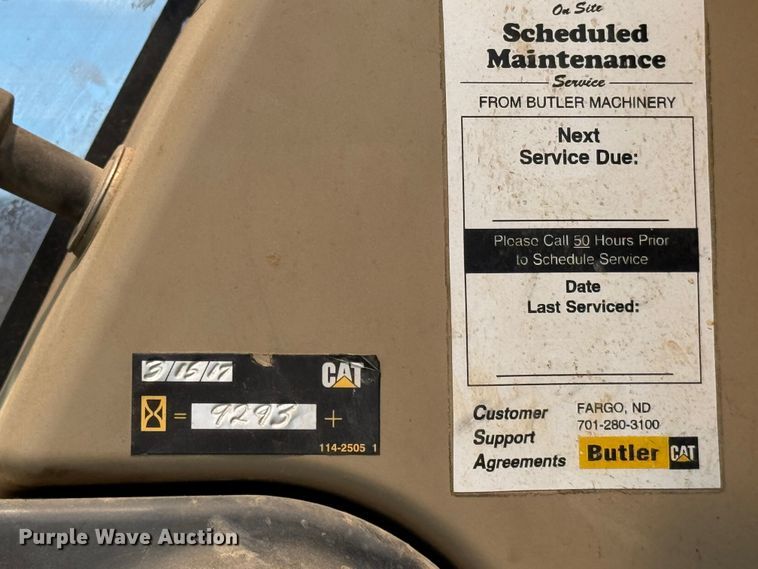 On Site
Scheduled
Maintenance
Service
FROM BUTLER MACHINERY
Next
Service Due:
Please Call 50 Hours Prior
to Schedule Service
Date
Last Serviced:
Customer
Support
Agreements
FARGO, ND
701-280-3100
Butler CAT
3/15/17
CAT
= 9293 +
114-2505 1
Purple Wave Auction